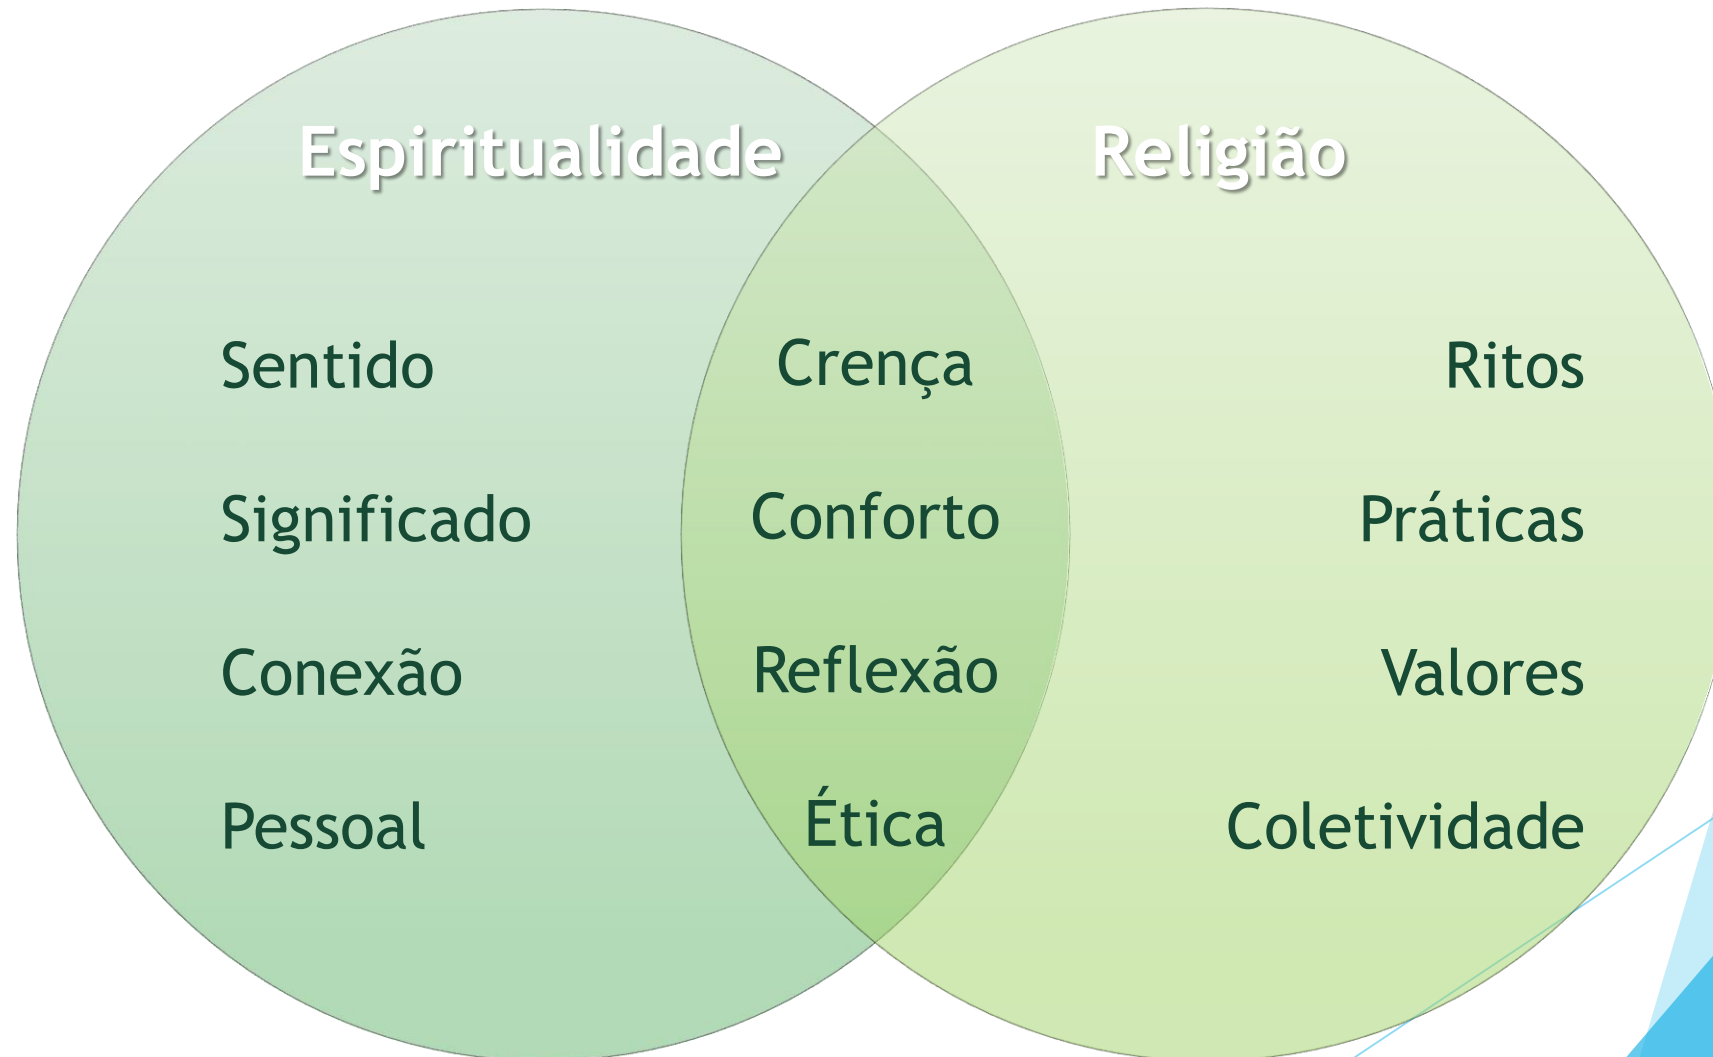 Espiritualidade
Religião
Sentido
Significado
Conexão
Pessoal
Crença
Conforto
Reflexão
Ética
Ritos
Práticas
Valores
Coletividade